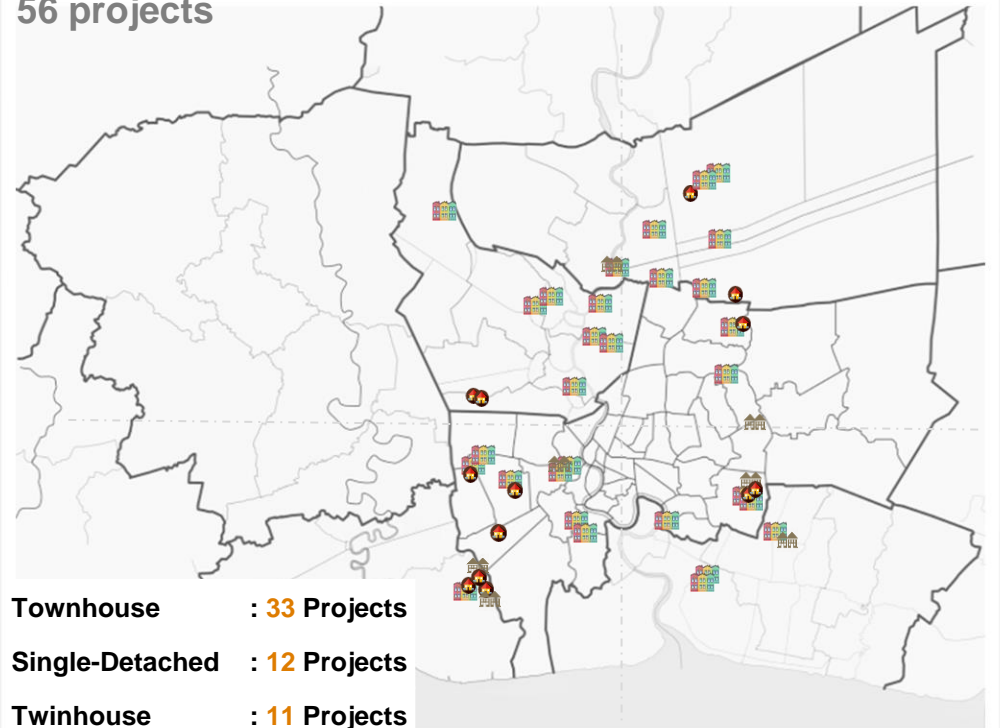 56 projects
Townhouse : 33 Projects
Single-Detached : 12 Projects
Twinhouse : 11 Projects